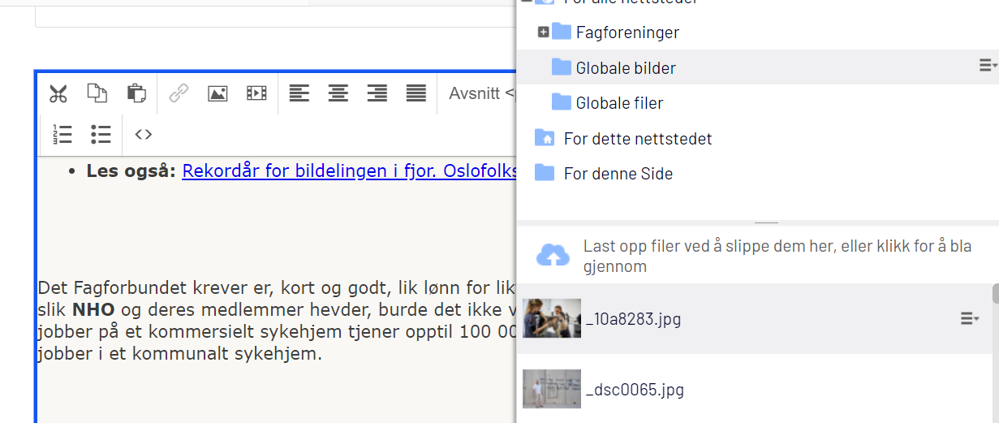 For alle nettsteder
Fagforeninger
Globale bilder
Globale filer
For dette nettstedet
For denne Side
Last opp filer ved å slippe dem her, eller klikk for å bla
gjennom
_10a8283.jpg
_dsc0065.jpg
Avsnitt <p
Les også: Rekordår for bildelingen i fjor. Oslofolks
Det Fagforbundet krever er, kort og godt, lik lønn for lik
slik NHO og deres medlemmer hevder, burde det ikke v
jobber på et kommersielt sykehjem tjener opptil 100 00
jobber i et kommunalt sykehjem.